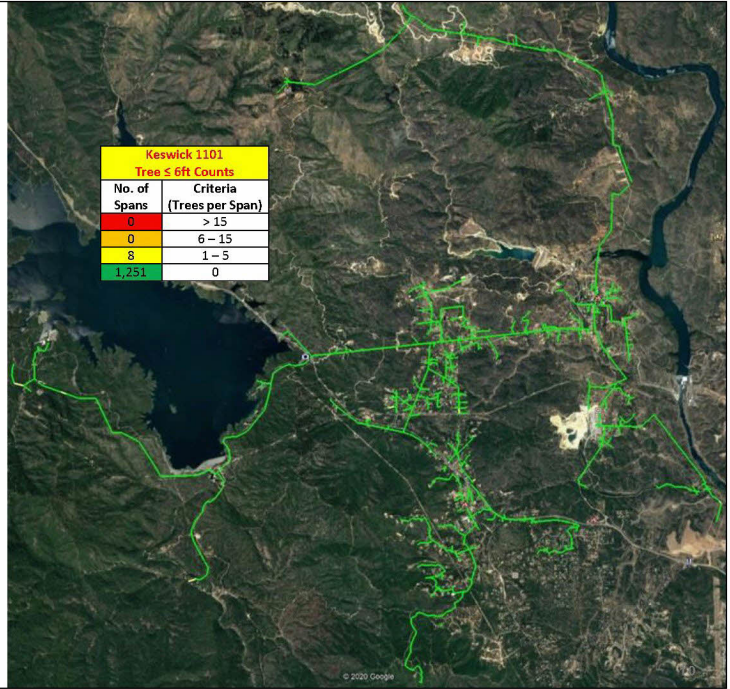 Keswick 1101
Tree ≤ 6ft Counts
No. of Spans Criteria (Trees per Span)
0 > 15
0 6 – 15
8 1 – 5
1,251 0
© 2020 Google